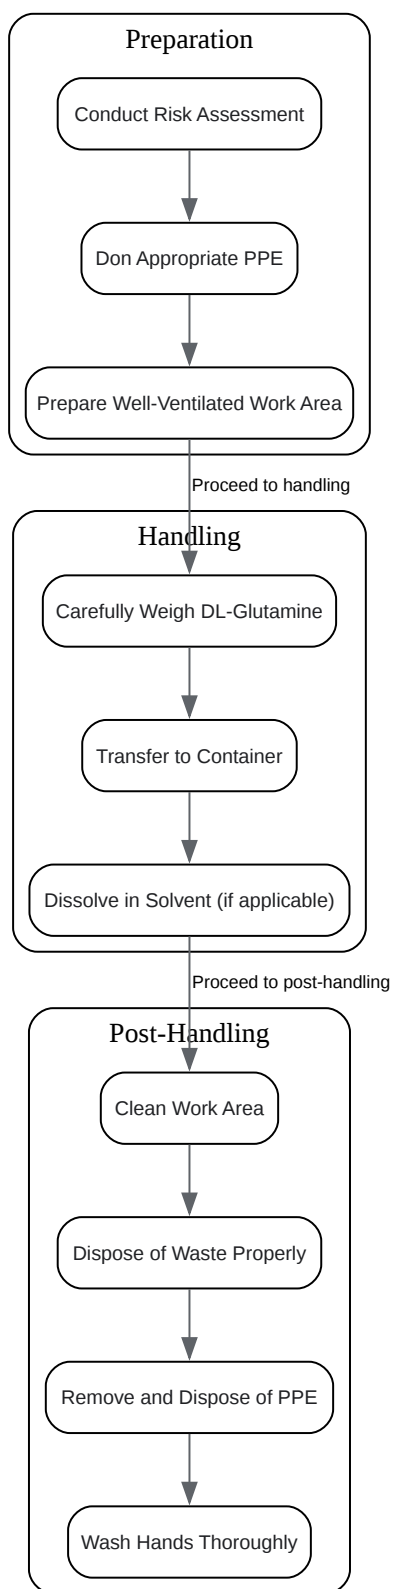 Preparation
Conduct Risk Assessment
Don Appropriate PPE
Prepare Well-Ventilated Work Area
Proceed to handling
Handling
Carefully Weigh DL-Glutamine
Transfer to Container
Dissolve in Solvent (if applicable)
Proceed to post-handling
Post-Handling
Clean Work Area
Dispose of Waste Properly
Remove and Dispose of PPE
Wash Hands Thoroughly